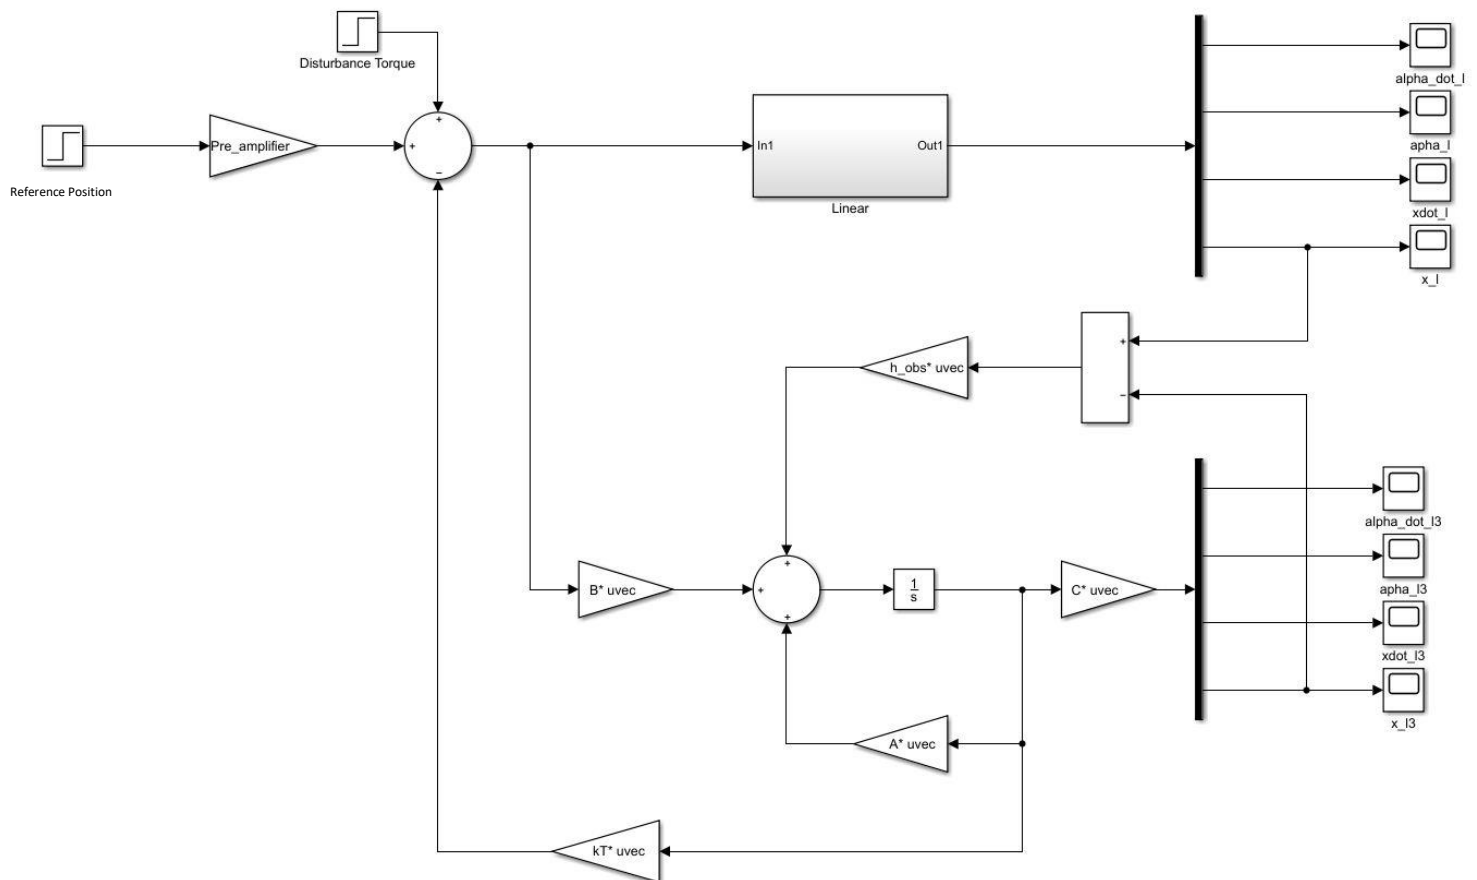 Disturbance Torque
+
Pre_amplifier
+
−
Reference Position
In1
Out1
Linear
alpha_dot_l
apha_l
xdot_l
x_l
+
−
h_obs* uvec
B* uvec
+
+
+
1
s
C* uvec
alpha_dot_l3
apha_l3
xdot_l3
x_l3
A* uvec
kT* uvec